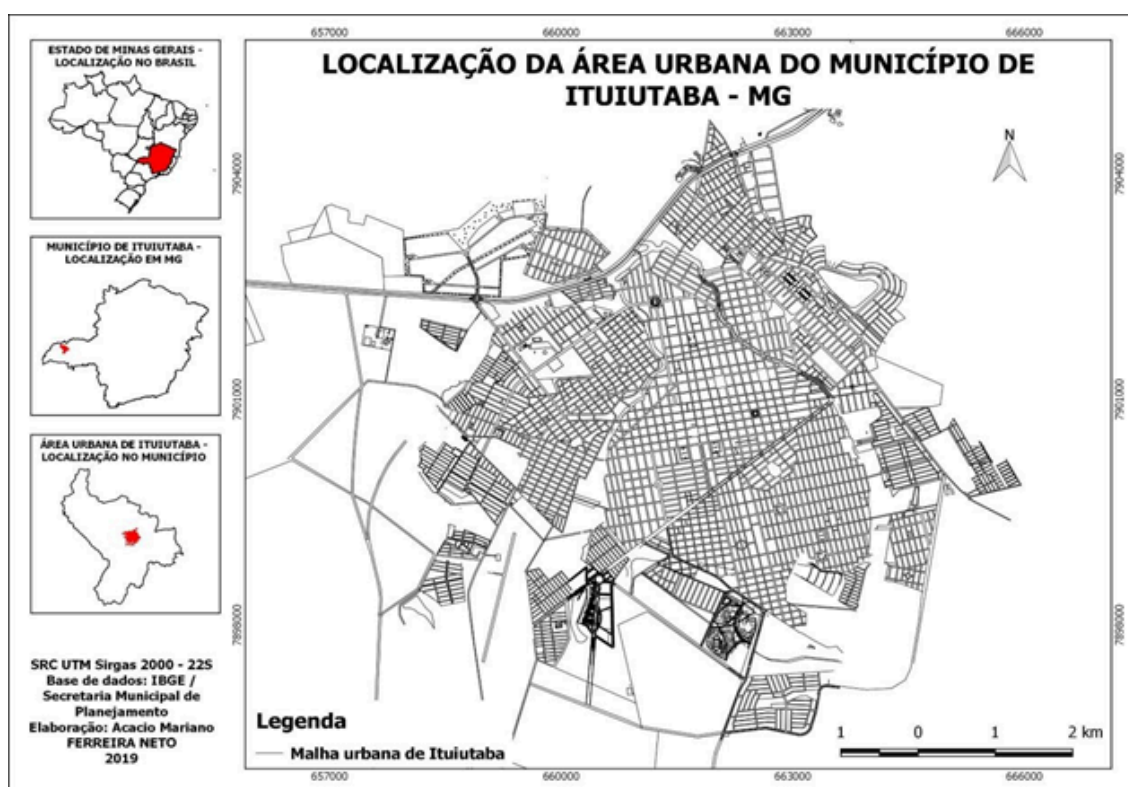 ESTADO DE MINAS GERAIS -
LOCALIZAÇÃO NO BRASIL
MUNICÍPIO DE ITUIUTABA -
LOCALIZAÇÃO EM MG
ÁREA URBANA DE ITUIUTABA -
LOCALIZAÇÃO NO MUNICÍPIO
SRC UTM Sirgas 2000 - 22S
Base de dados: IBGE /
Secretaria Municipal de
Planejamento
Elaboração: Acacio Mariano
FERREIRA NETO
2019
657000 660000 663000 666000
LOCALIZAÇÃO DA ÁREA URBANA DO MUNICÍPIO DE
ITUIUTABA - MG
N
7904000 7904000
7901000 7901000
7898000 7898000
Legenda
Malha urbana de Ituiutaba
1 0 1 2 km
657000 660000 663000 666000